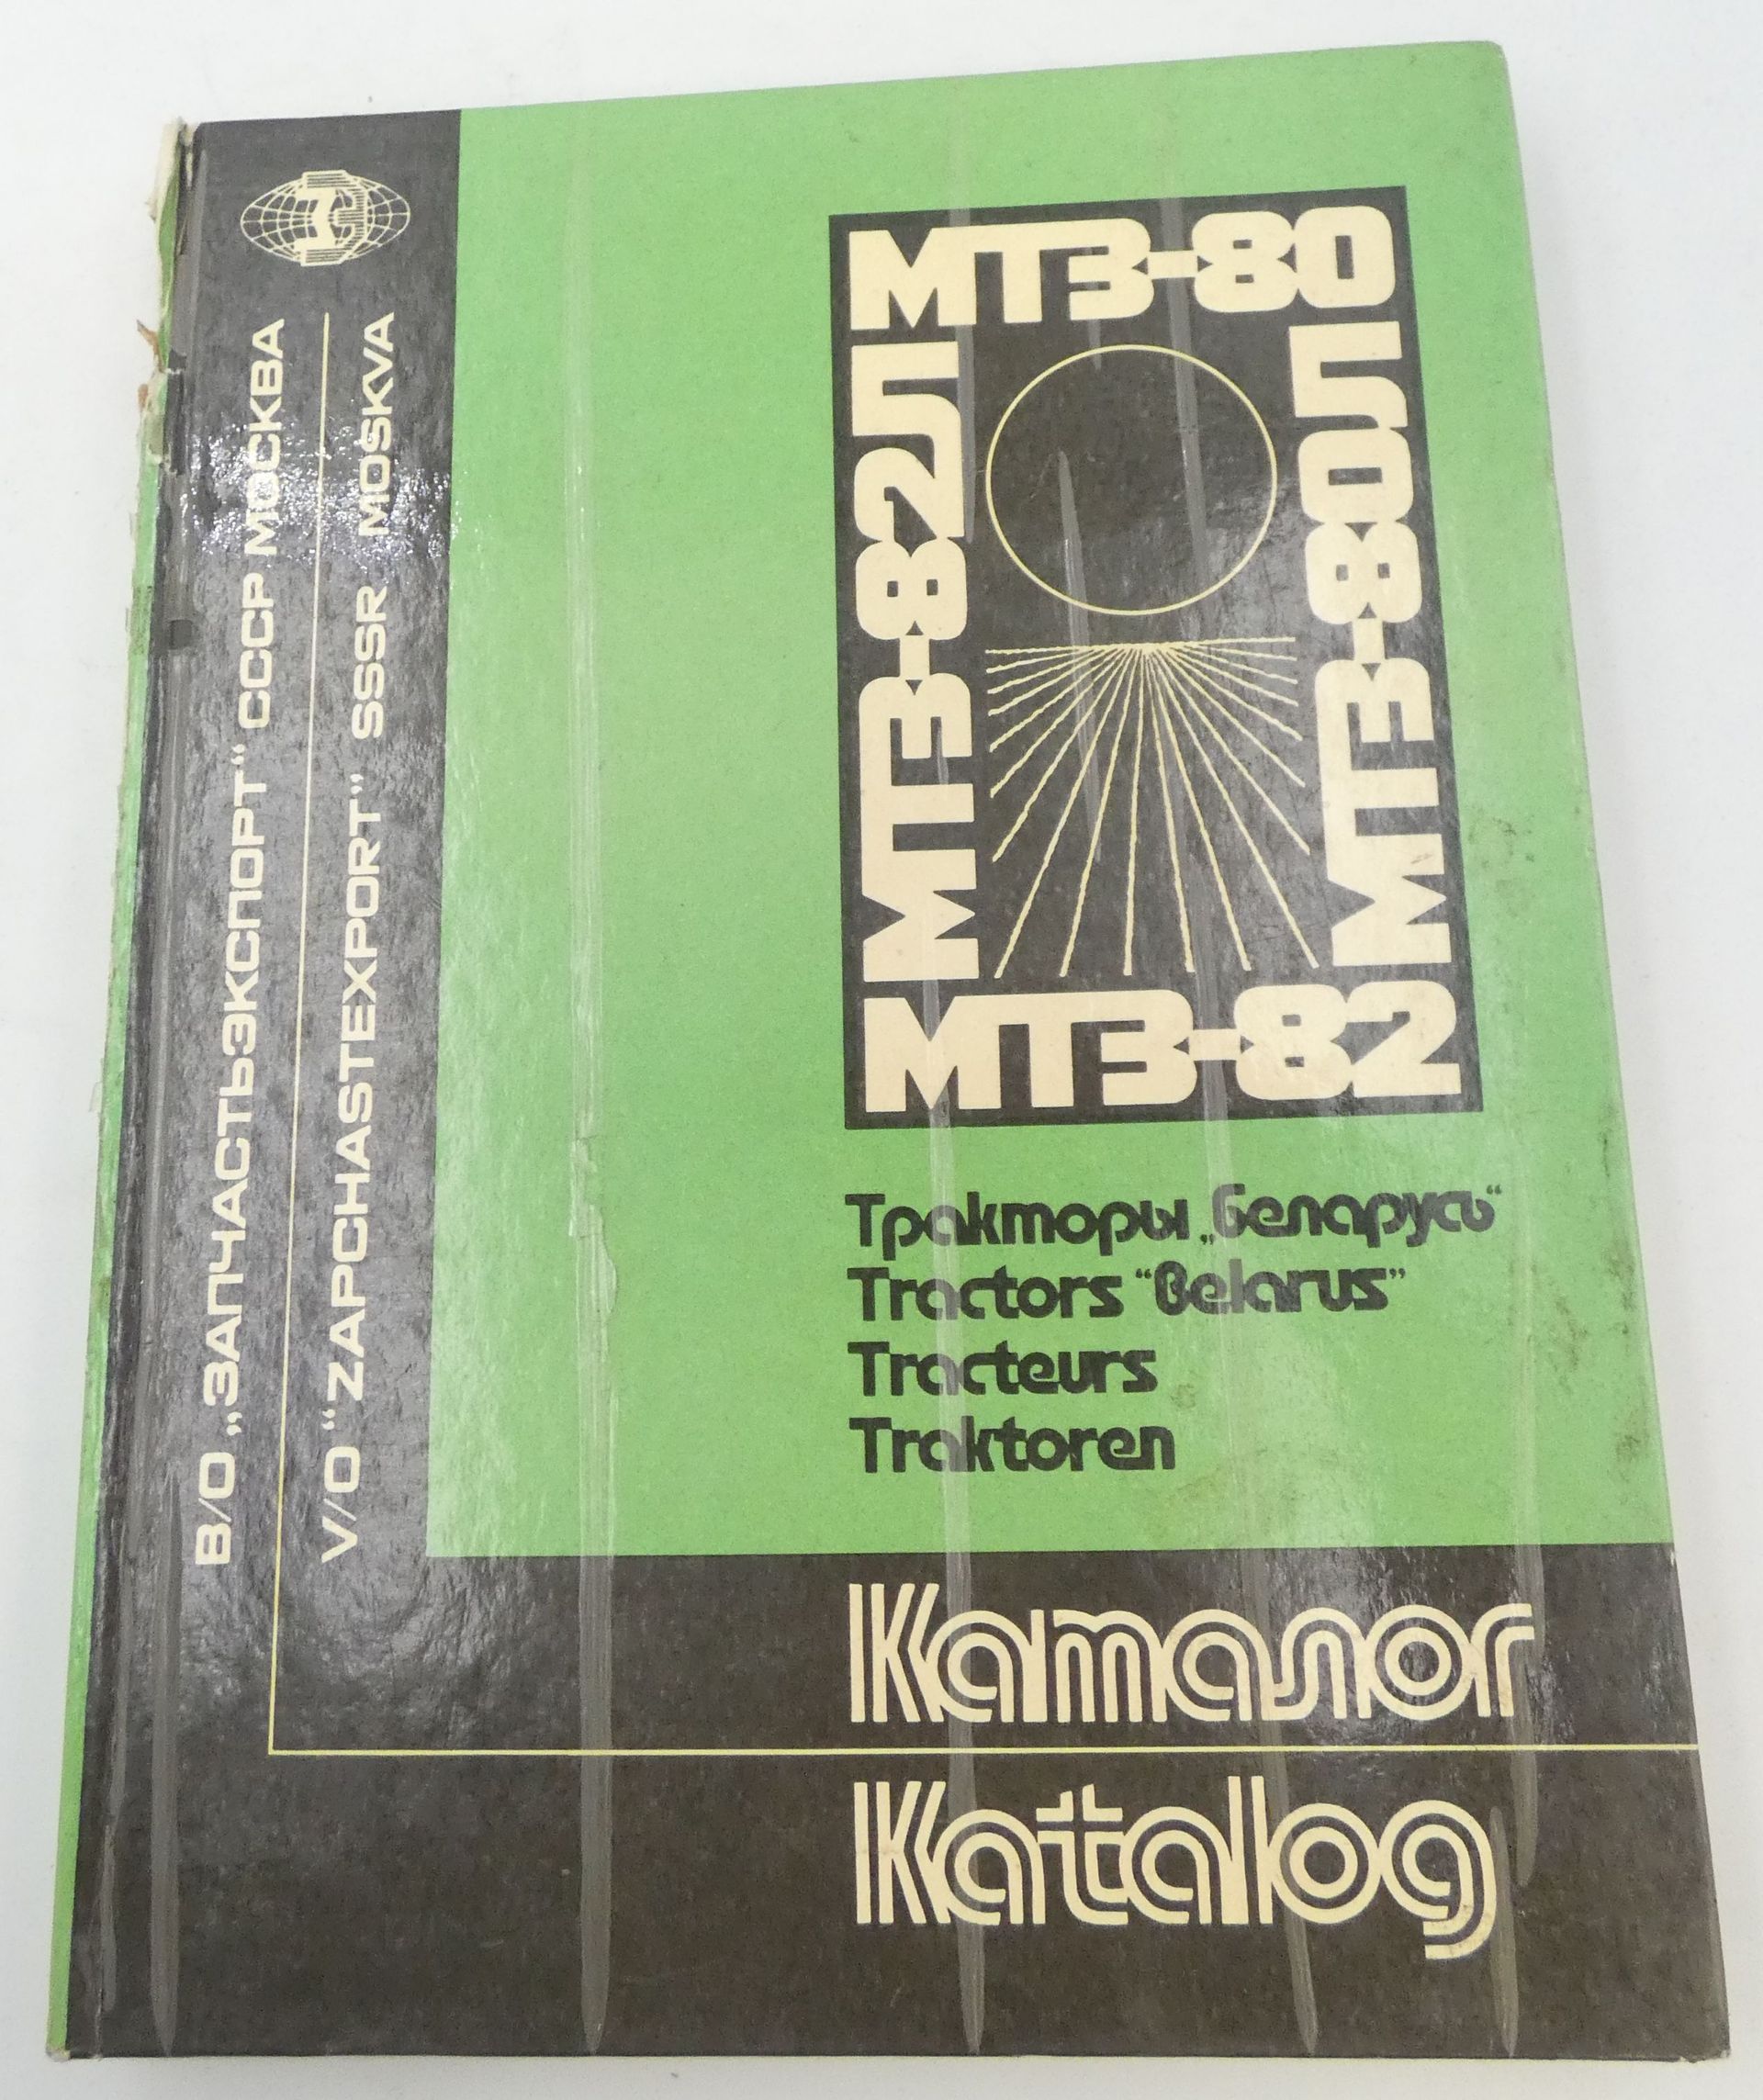 В/О „ЗАПЧАСТЬЭКСПОРТ“ СССР МОСКВА
V/O “ZAPCHASTEXPORT” SSSR MOSKVA
МТЗ-80
МТЗ-82Л
МТЗ-80Л
МТЗ-82
Тракторы „Беларусь“
Tractors “Belarus”
Tracteurs
Traktoren
Каталог
Katalog